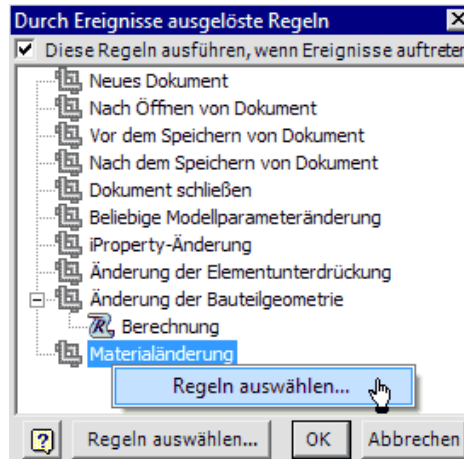 Durch Ereignisse ausgelöste Regeln
Diese Regeln ausführen, wenn Ereignisse auftreten
Neues Dokument
Nach Öffnen von Dokument
Vor dem Speichern von Dokument
Nach dem Speichern von Dokument
Dokument schließen
Beliebige Modellparameteränderung
iProperty-Änderung
Änderung der Elementunterdrückung
Änderung der Bauteilgeometrie
Berechnung
Materialänderung
Regeln auswählen...
Regeln auswählen... OK Abbrechen